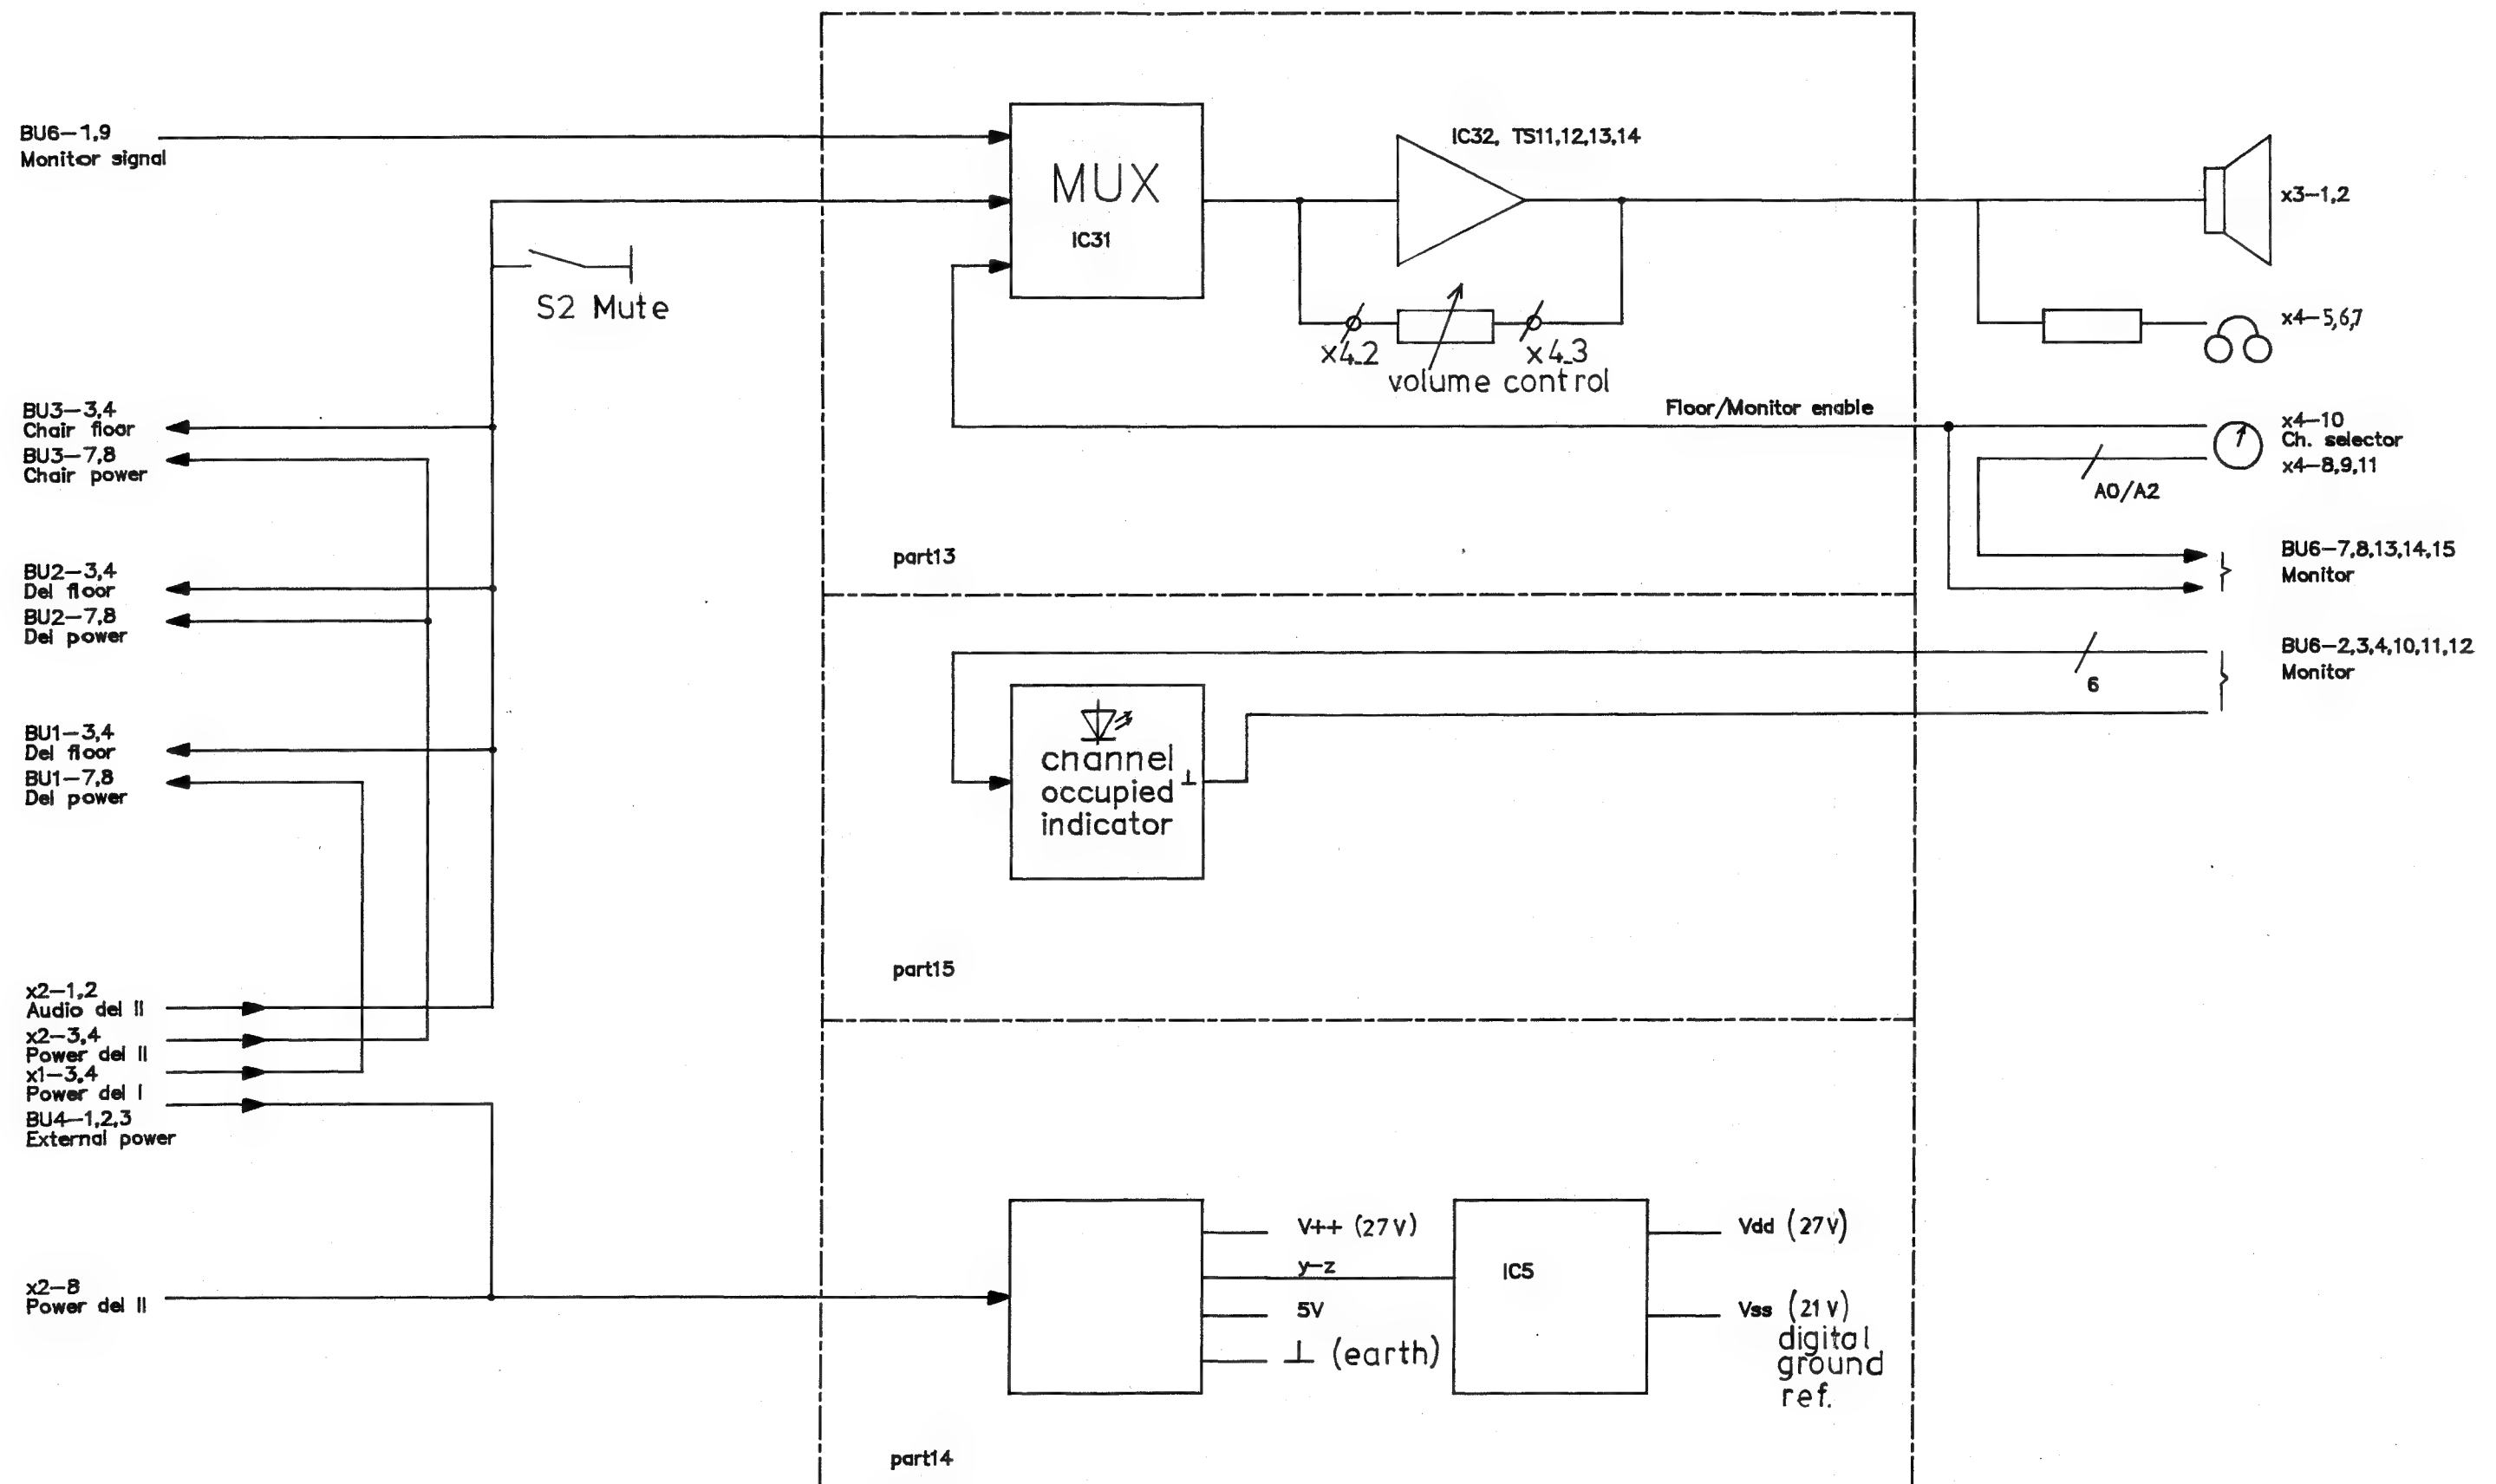 BU6-1,9
Monitor signal
MUX
IC31
IC32, TS11,12,13,14
x3-1,2
S2 Mute
x4-5,6,7
x4_2
x4_3
volume control
Floor/Monitor enable
BU3-3,4
Chair floor
BU3-7,8
Chair power
x4-10
Ch. selector
x4-8,9,11
A0/A2
part13
BU6-7,8,13,14,15
Monitor
BU2-3,4
Del floor
BU2-7,8
Del power
BU6-2,3,4,10,11,12
Monitor
6
BU1-3,4
Del floor
BU1-7,8
Del power
channel
occupied ⊥
indicator
part15
x2-1,2
Audio del II
x2-3,4
Power del II
x1-3,4
Power del I
BU4-1,2,3
External power
V++ (27V)
y-z
5V
⊥ (earth)
IC5
Vdd (27V)
Vss (21V)
digital
ground
ref.
x2-8
Power del II
part14